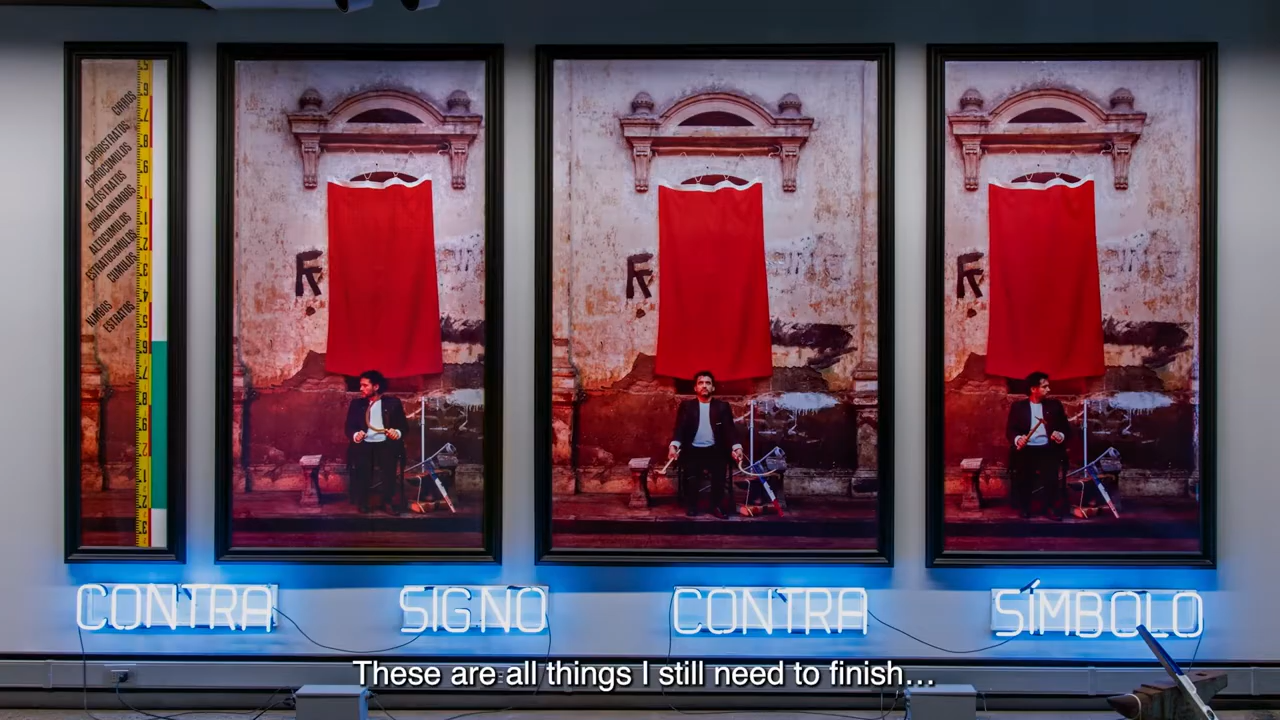 CIRROS
CIRROSTRATOS
CIRROCÚMULOS
ALTOSTRATOS
CUMOLONIMBOS
ALTOCÚMULOS
ESTRATOCÚMULOS
CÚMULOS
NIMBOS
ESTRATOS
CONTRA SIGNO CONTRA SÍMBOLO
These are all things I still need to finish...